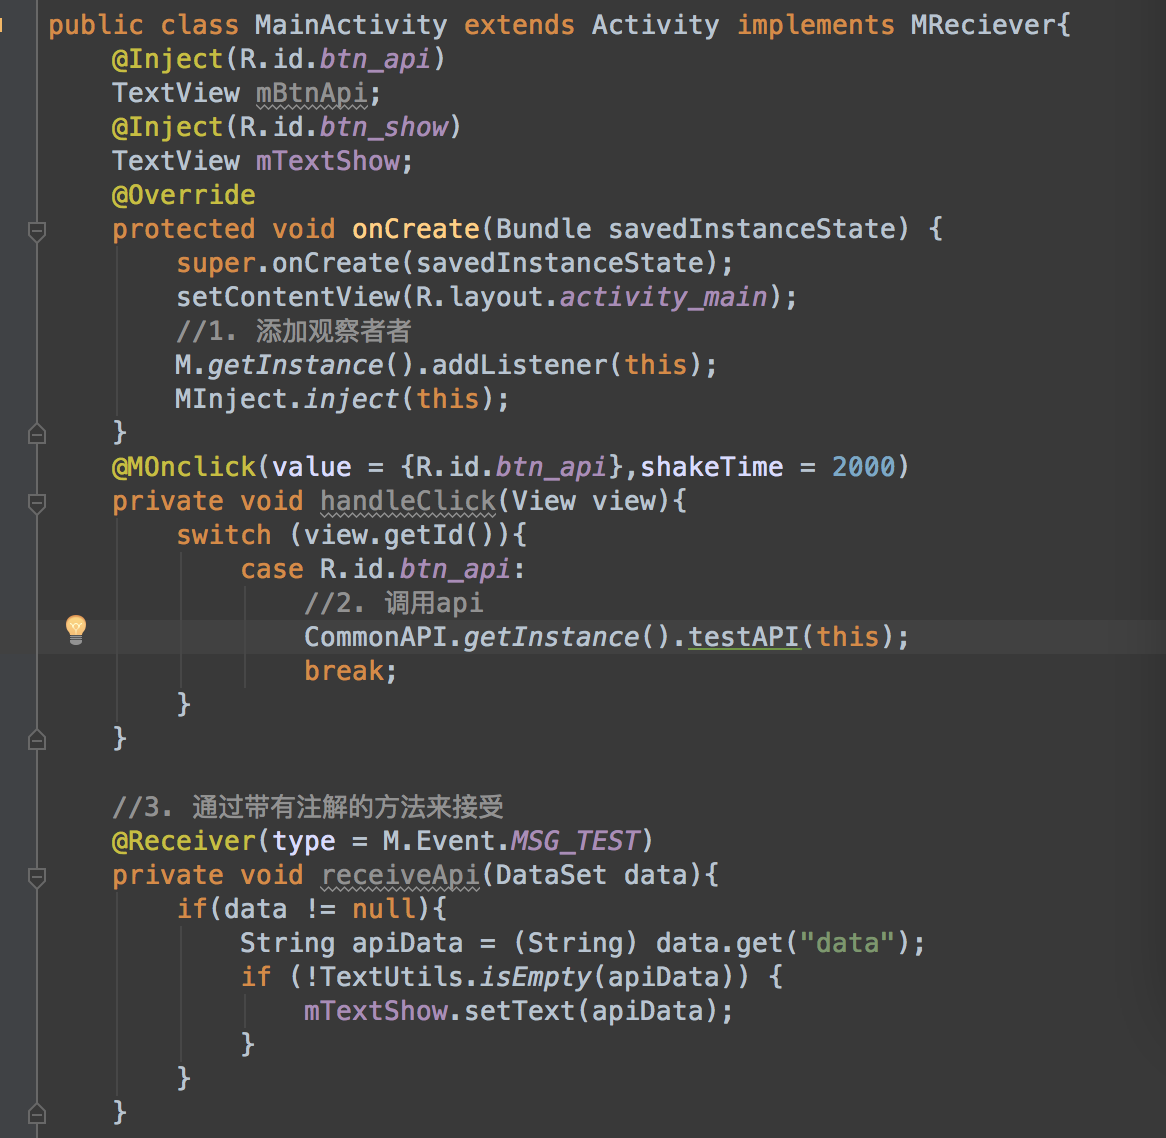 public class MainActivity extends Activity implements MReciever{
@Inject(R.id.btn_api)
TextView mBtnApi;
@Inject(R.id.btn_show)
TextView mTextShow;
@Override
protected void onCreate(Bundle savedInstanceState) {
super.onCreate(savedInstanceState);
setContentView(R.layout.activity_main);
//1. 添加观察者者
M.getInstance().addListener(this);
MInject.inject(this);
}
@MOnclick(value = {R.id.btn_api},shakeTime = 2000)
private void handleClick(View view){
switch (view.getId()){
case R.id.btn_api:
//2. 调用api
CommonAPI.getInstance().testAPI(this);
break;
}
}
//3. 通过带有注解的方法来接受
@Receiver(type = M.Event.MSG_TEST)
private void receiveApi(DataSet data){
if(data != null){
String apiData = (String) data.get("data");
if (!TextUtils.isEmpty(apiData)) {
mTextShow.setText(apiData);
}
}
}